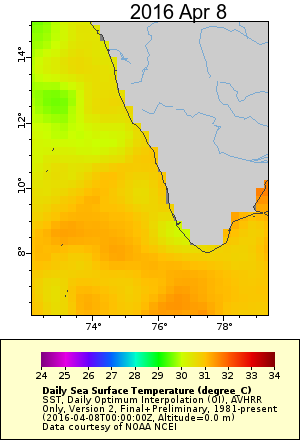 2016 Apr 8
14°
12°
10°
8°
74°
76°
78°
24 25 26 27 28 29 30 31 32 33 34
Daily Sea Surface Temperature (degree_C)
SST, Daily Optimum Interpolation (OI), AVHRR
Only, Version 2, Final+Preliminary, 1981-present
(2016-04-08T00:00:00Z, Altitude=0.0 m)
Data courtesy of NOAA NCEI